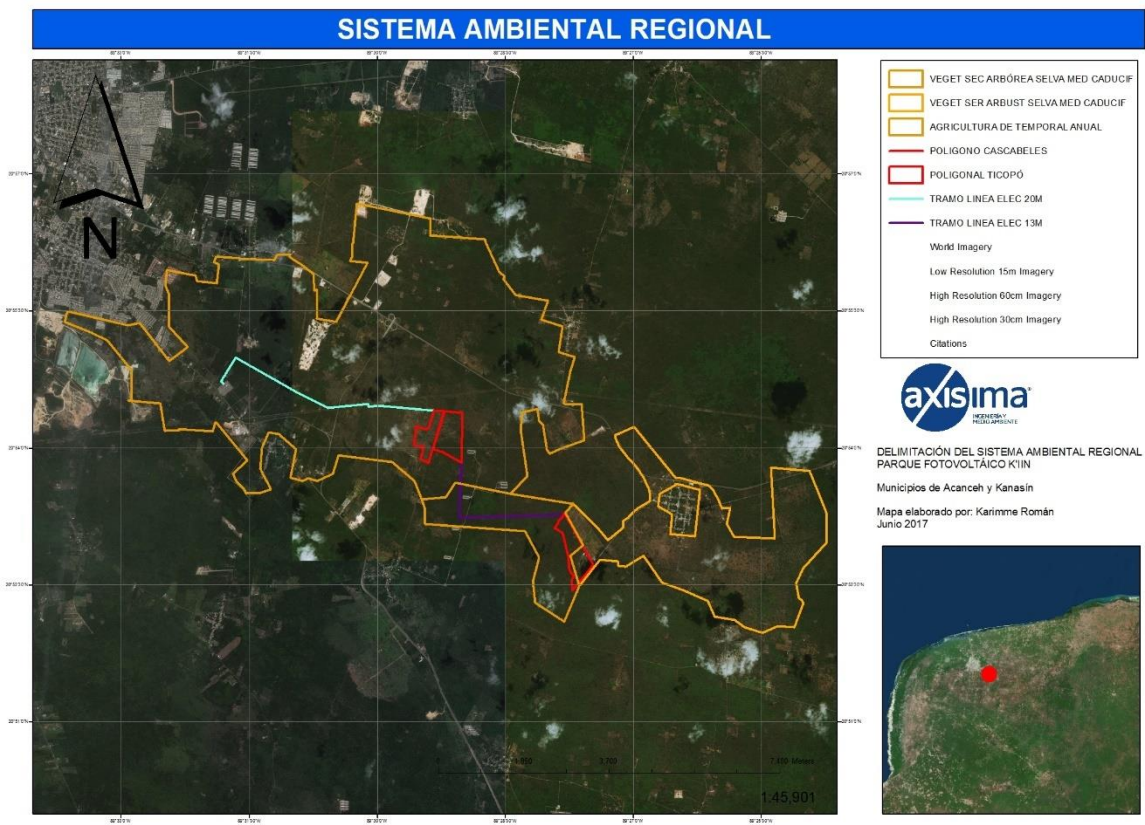 SISTEMA AMBIENTAL REGIONAL
N
1:45,901
VEGET SEC ARBÓREA SELVA MED CADUCIF
VEGET SER ARBUST SELVA MED CADUCIF
AGRICULTURA DE TEMPORAL ANUAL
POLIGONO CASCABELES
POLIGONAL TICOPÓ
TRAMO LINEA ELEC 20M
TRAMO LINEA ELEC 13M
World Imagery
Low Resolution 15m Imagery
High Resolution 60cm Imagery
High Resolution 30cm Imagery
Citations
axisima
INGENIERÍA Y
MEDIO AMBIENTE
DELIMITACIÓN DEL SISTEMA AMBIENTAL REGIONAL
PARQUE FOTOVOLTÁICO K'IIN
Municipios de Acanceh y Kanasín
Mapa elaborado por: Karimme Román
Junio 2017